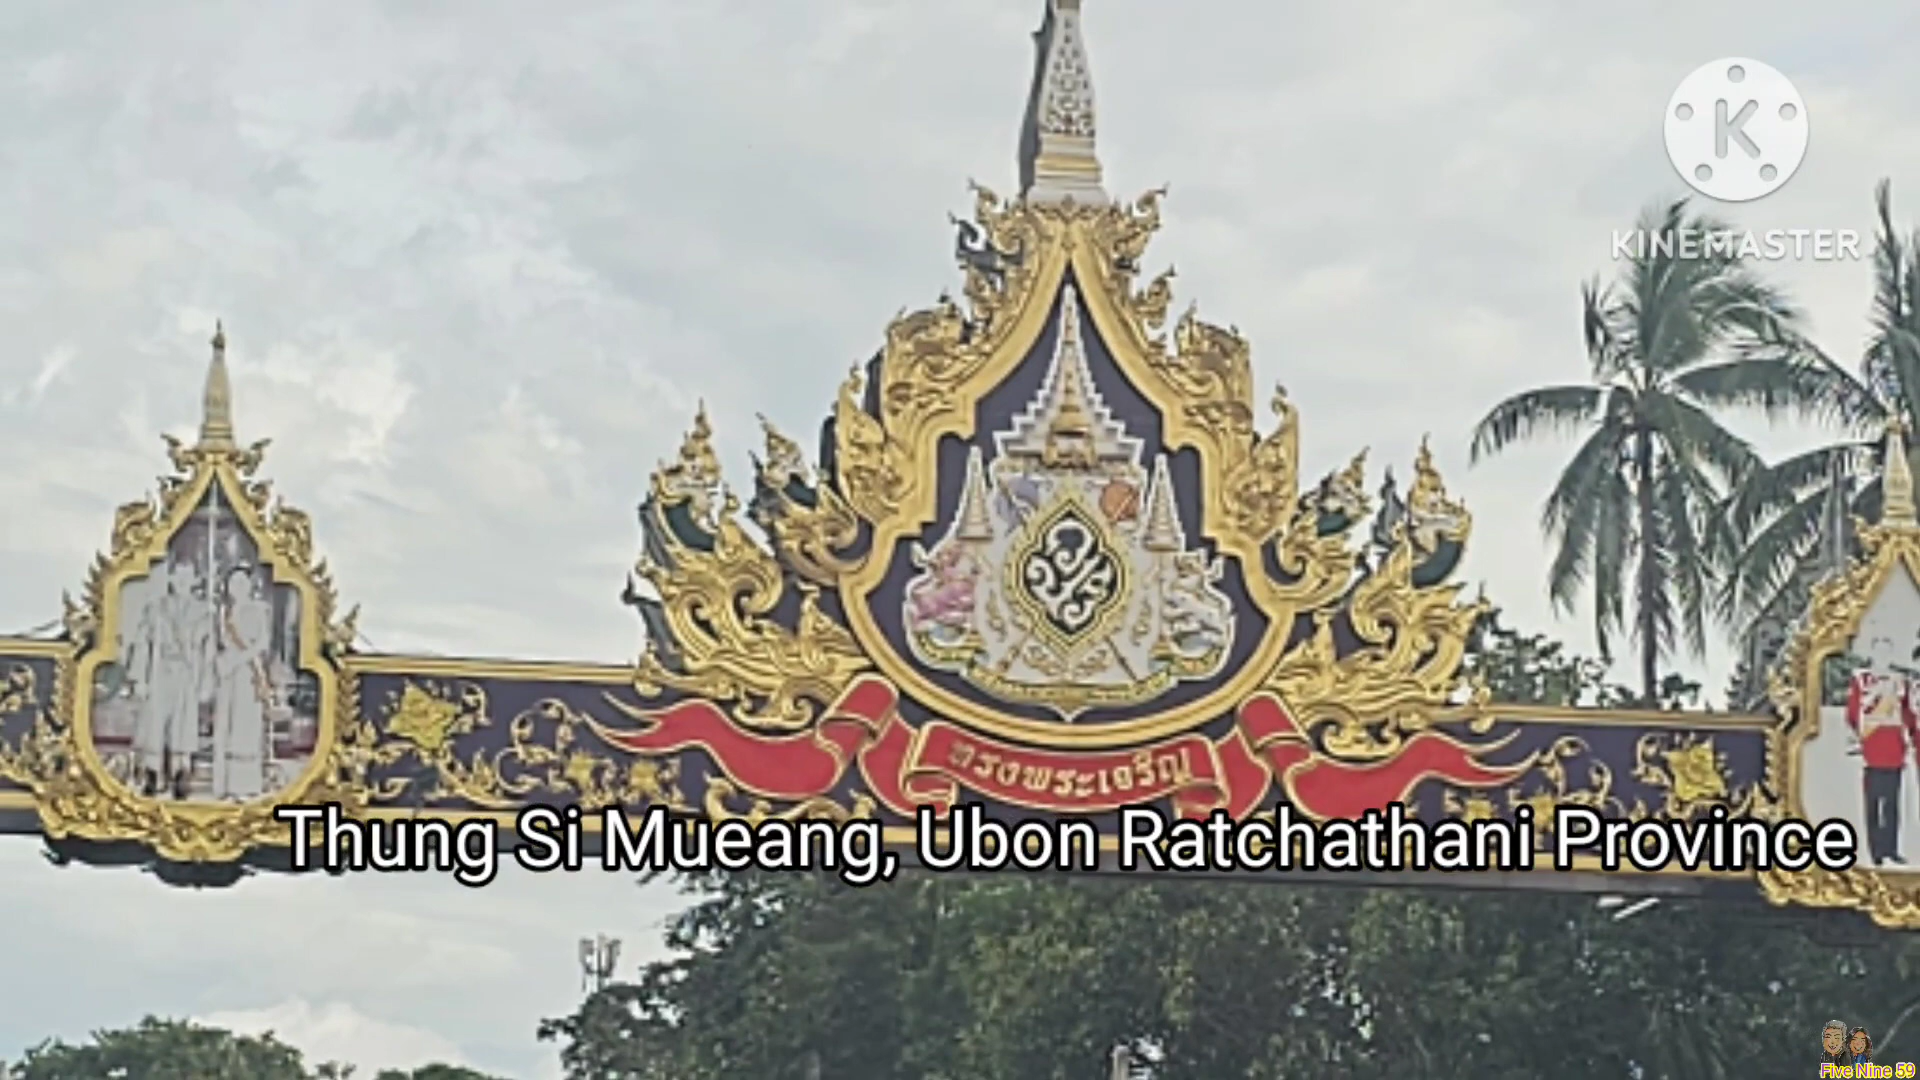 K
KINEMASTER
ทรงพระเจริญ
Thung Si Mueang, Ubon Ratchathani Province
Five Nine 59